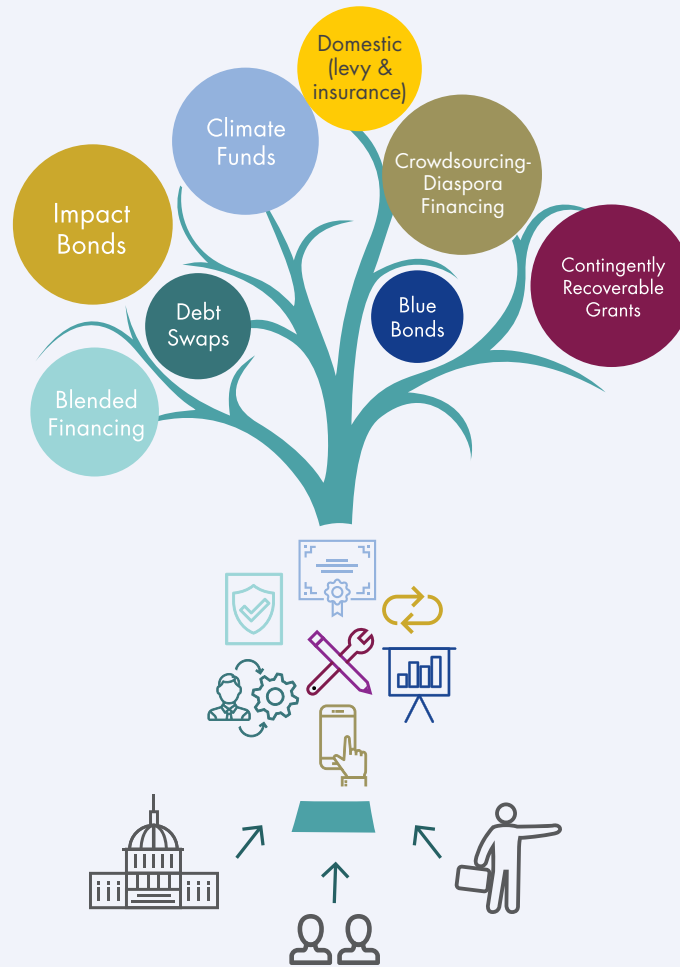 Domestic
(levy &
insurance)
Climate
Funds
Crowdsourcing-
Diaspora
Financing
Impact
Bonds
Contingently
Recoverable
Grants
Debt
Swaps
Blue
Bonds
Blended
Financing